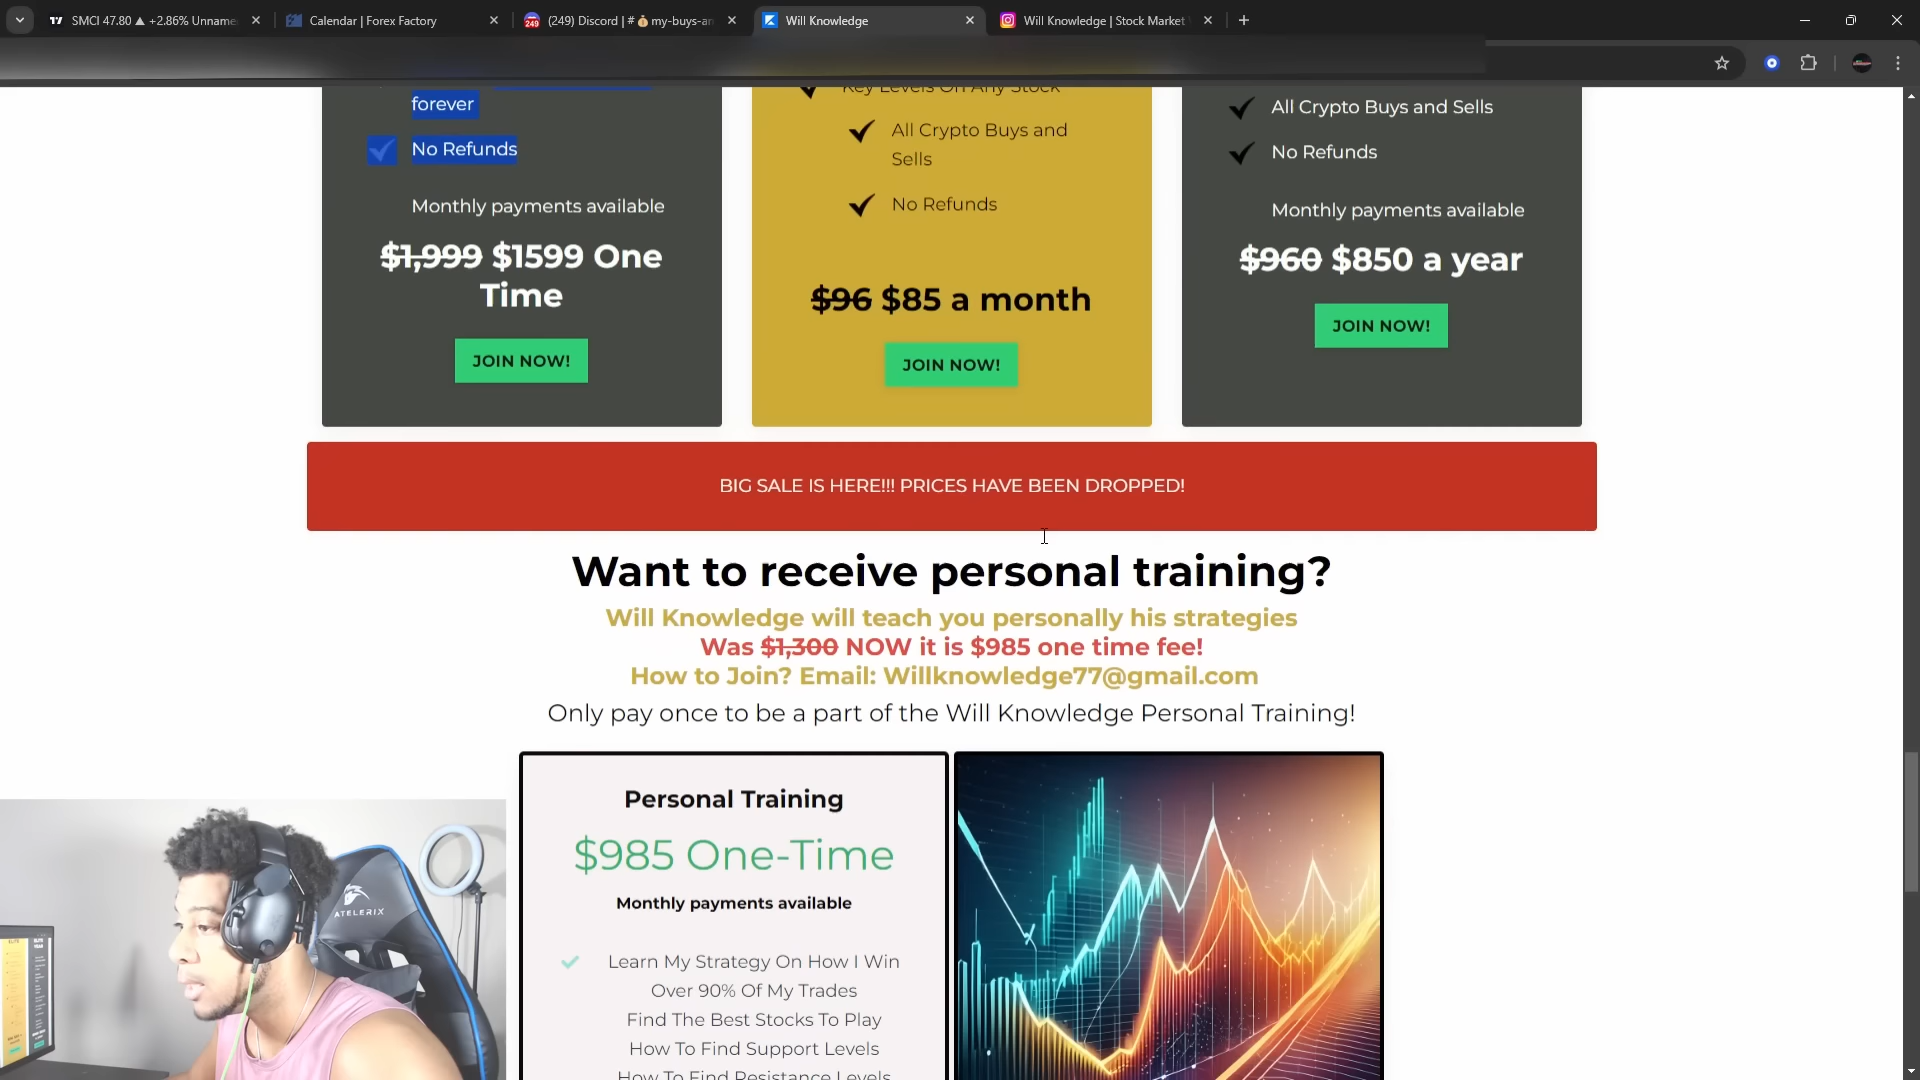 SMCI 47.80 ▲ +2.86% Unname
Calendar | Forex Factory
(249) Discord | # 💰my-buys-an
Will Knowledge
Will Knowledge | Stock Market
forever
No Refunds
Monthly payments available
$1,999 $1599 One
Time
JOIN NOW!
Key Levels On Any Stock
All Crypto Buys and
Sells
No Refunds
$96 $85 a month
JOIN NOW!
All Crypto Buys and Sells
No Refunds
Monthly payments available
$960 $850 a year
JOIN NOW!
BIG SALE IS HERE!!! PRICES HAVE BEEN DROPPED!
Want to receive personal training?
Will Knowledge will teach you personally his strategies
Was $1,300 NOW it is $985 one time fee!
How to Join? Email: Willknowledge77@gmail.com
Only pay once to be a part of the Will Knowledge Personal Training!
Personal Training
$985 One-Time
Monthly payments available
Learn My Strategy On How I Win
Over 90% Of My Trades
Find The Best Stocks To Play
How To Find Support Levels
How To Find Resistance Levels
ATELERIX